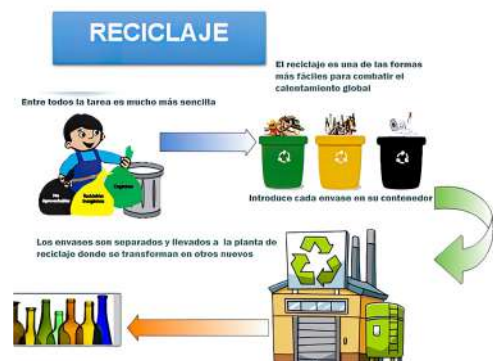 RECICLAJE
El reciclaje es una de las formas
más fáciles para combatir el
calentamiento global
Entre todos la tarea es mucho más sencilla
Introduce cada envase en su contenedor
Los envases son separados y llevados a la planta de
reciclaje donde se transforman en otros nuevos